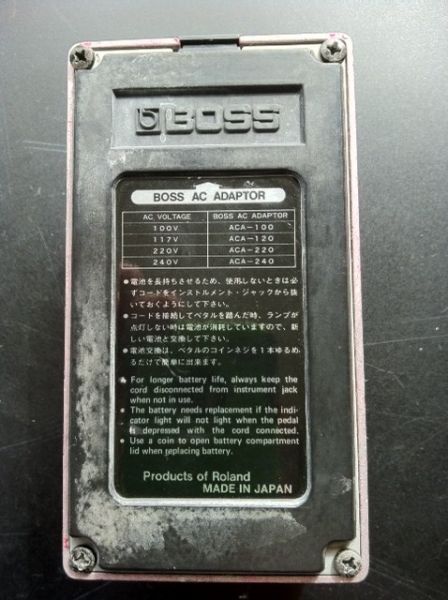 BOSS
BOSS AC ADAPTOR
AC VOLTAGE BOSS AC ADAPTOR
100V ACA-100
117V ACA-120
220V ACA-220
240V ACA-240
●電池を長持ちさせるため、使用しないときは必
ずコードをインストルメント・ジャックから抜
いておくようにして下さい。
●コードを接続してペタルを踏んだ時、ランプが
点灯しない時は電池が消耗していますので、新
しい電池と交換して下さい。
●電池交換は、ペタルのコインネジを1本ゆるめ
るだけで簡単に出来ます。
● For longer battery life, always keep the
cord disconnected from instrument jack
when not in use.
● The battery needs replacement if the indi-
cator light will not light when the pedal
is depressed with the cord connected.
● Use a coin to open battery compartment
lid when replacing battery.
Products of Roland
MADE IN JAPAN